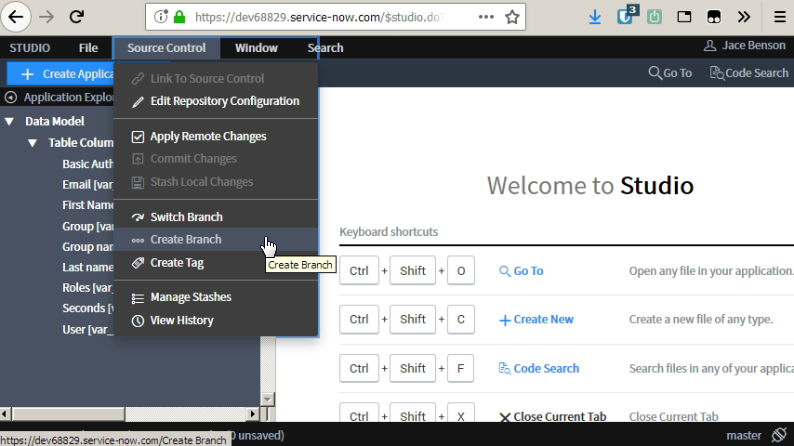 https://dev68829.service-now.com/$studio.do?
3
STUDIO File Source Control Window Search Jace Benson
Create Applica Go To Code Search
Application Explo
Link To Source Control
Edit Repository Configuration
Apply Remote Changes
Commit Changes
Stash Local Changes
Switch Branch
Create Branch
Create Tag
Manage Stashes
View History
Create Branch
Data Model
Table Colum
Basic Auth
Email [var_
First Name
Group [va
Group nar
Last name
Roles [var_
Seconds [v
User [var_
Welcome to Studio
Keyboard shortcuts
Ctrl + Shift + O Go To Open any file in your application.
Ctrl + Shift + C Create New Create a new file of any type.
Ctrl + Shift + F Code Search Search files in any of your applica
Ctrl + Shift + X Close Current Tab Close Current Tab
https://dev68829.service-now.com/Create Branch
0 unsaved)
master